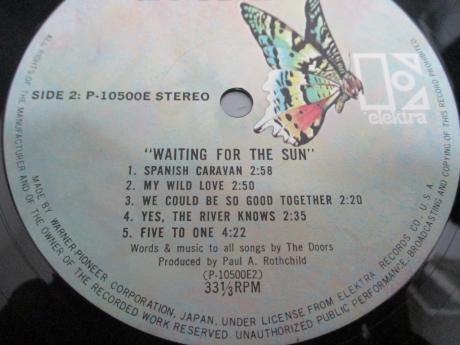 elektra
SIDE 2: P-10500E STEREO
"WAITING FOR THE SUN"
1. SPANISH CARAVAN 2:58
2. MY WILD LOVE 2:50
3. WE COULD BE SO GOOD TOGETHER 2:20
4. YES, THE RIVER KNOWS 2:35
5. FIVE TO ONE 4:22
Words & music to all songs by The Doors
Produced by Paul A. Rothchild
(P-10500E2)
33⅓RPM
MADE BY WARNER-PIONEER CORPORATION, JAPAN, UNDER LICENSE FROM ELEKTRA RECORDS CO., U.S.A.
ALL RIGHTS OF THE MANUFACTURER AND OF THE OWNER OF THE RECORDED WORK RESERVED. UNAUTHORIZED PUBLIC PERFORMANCE, BROADCASTING AND COPYING OF THIS RECORD PROHIBITED.